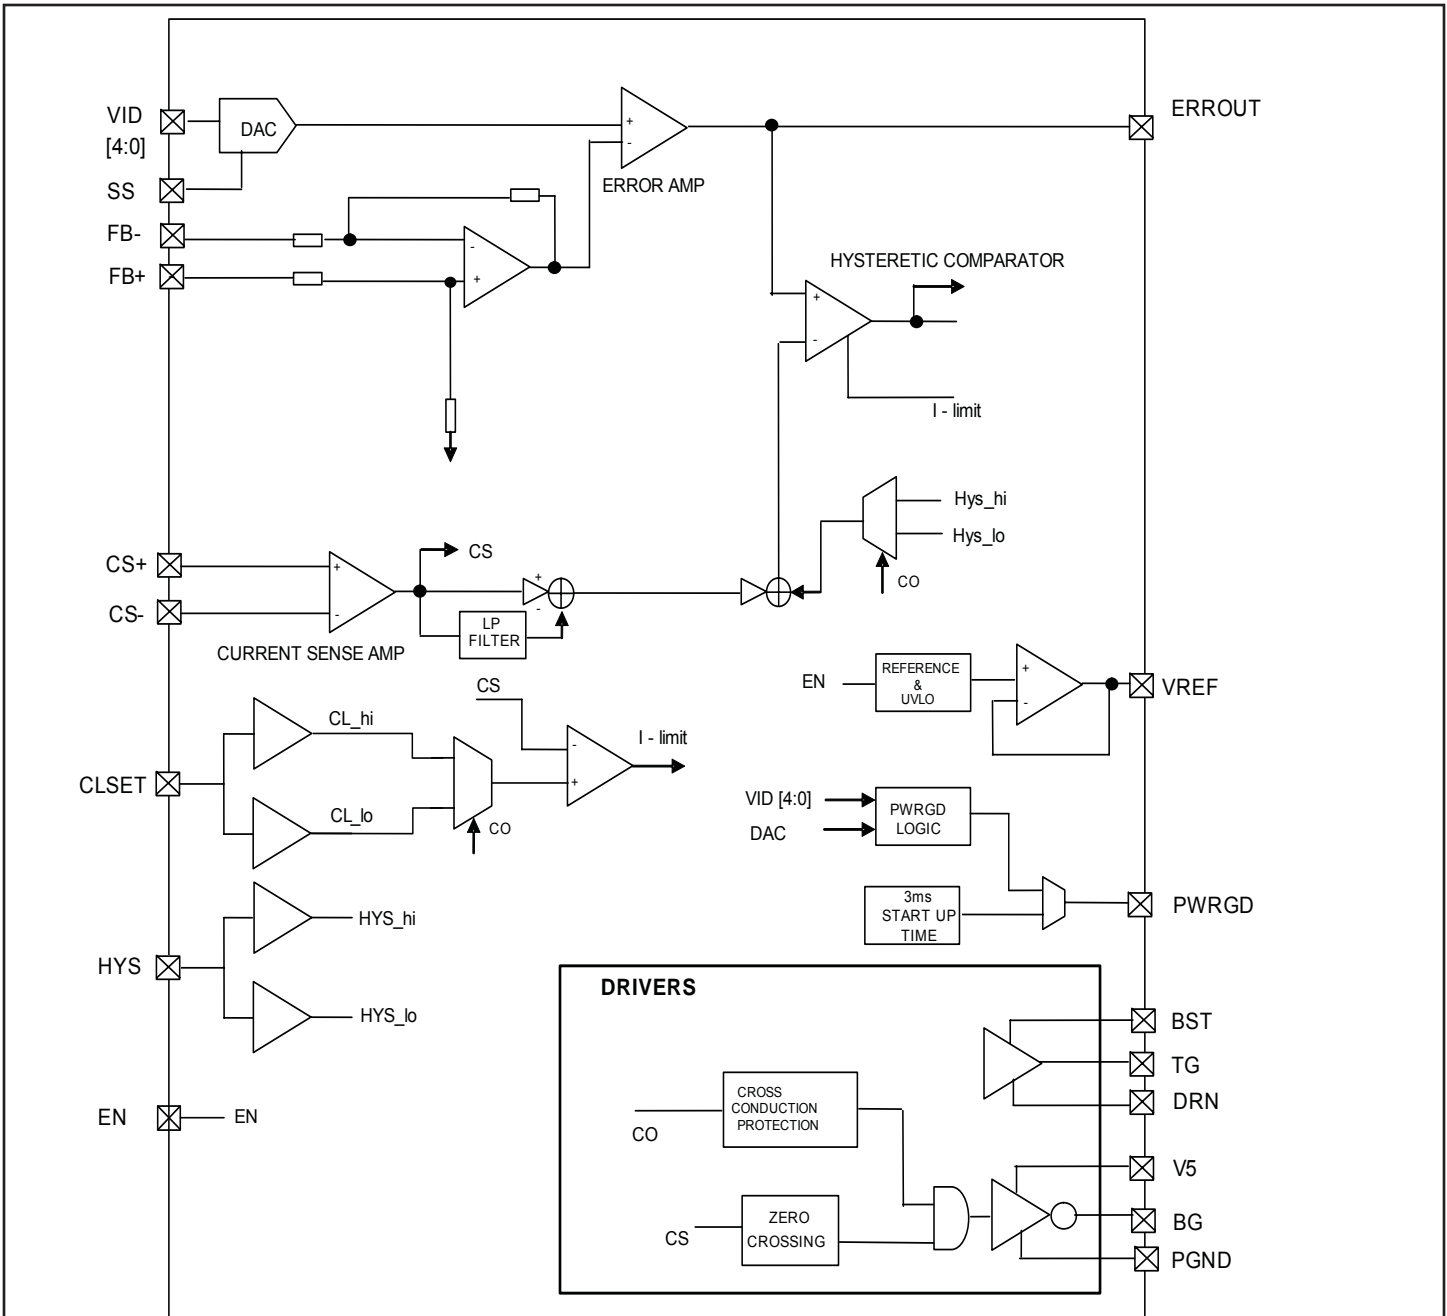 VID
[4:0]
DAC
+
-
ERROR AMP
ERROUT
SS
FB-
FB+
-
+
HYSTERETIC COMPARATOR
+
-
I - limit
Hys_hi
Hys_lo
CO
CS+
CS-
+
-
CURRENT SENSE AMP
CS
+
-
LP
FILTER
EN
REFERENCE
&
UVLO
+
-
VREF
CLSET
CL_hi
CL_lo
CO
CS
-
+
I - limit
VID [4:0]
DAC
PWRGD
LOGIC
3ms
START UP
TIME
PWRGD
HYS
HYS_hi
HYS_lo
EN
EN
DRIVERS
CO
CROSS
CONDUCTION
PROTECTION
CS
ZERO
CROSSING
BST
TG
DRN
V5
BG
PGND